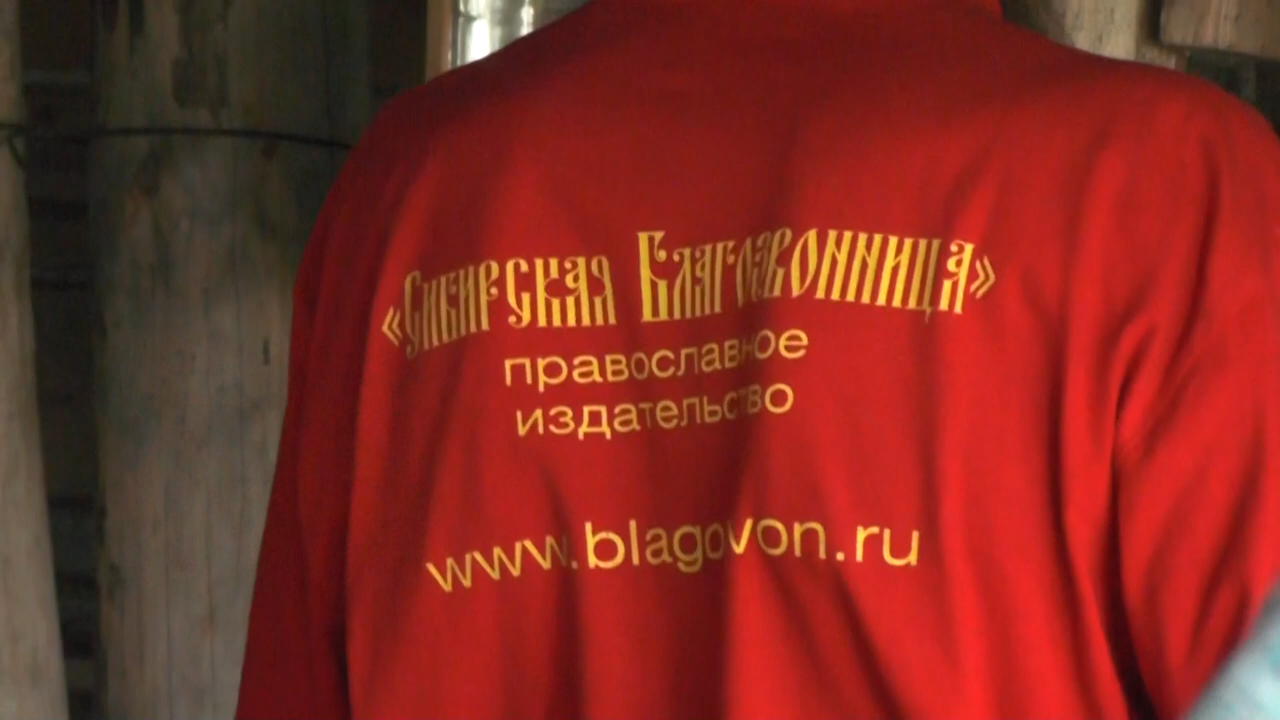 «Сибирская Благозвонница»
православное
издательство
www.blagovon.ru